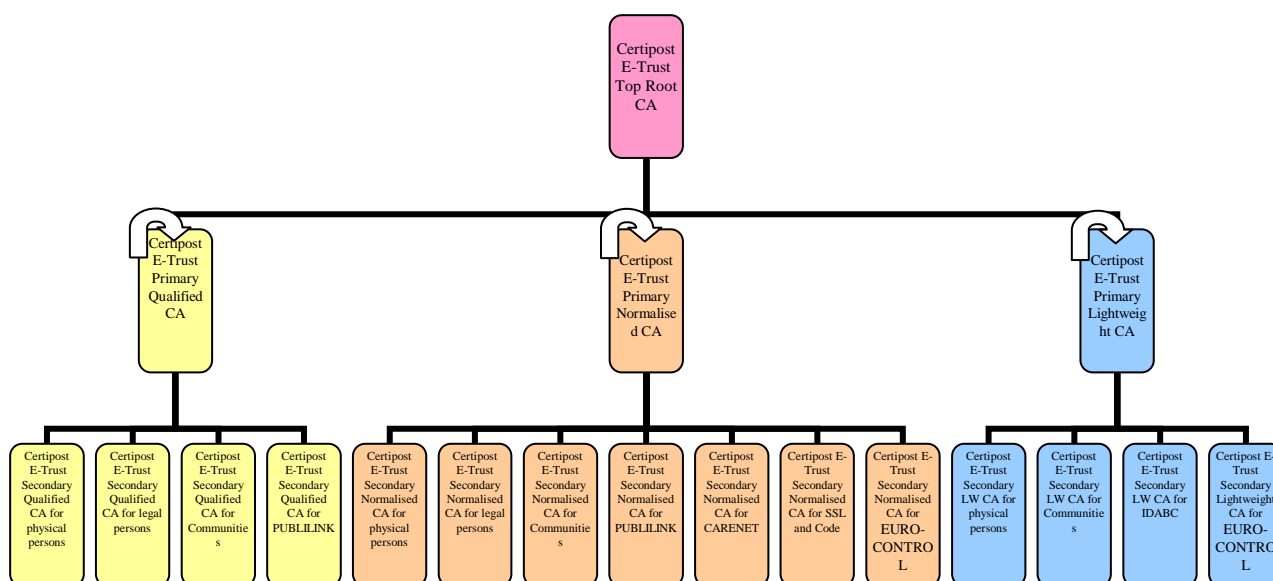 Certipost
E-Trust
Top Root
CA
Certipost
E-Trust
Primary
Qualified
CA
Certipost
E-Trust
Primary
Normalise
d CA
Certipost
E-Trust
Primary
Lightweig
ht CA
Certipost
E-Trust
Secondary
Qualified
CA for
physical
persons
Certipost
E-Trust
Secondary
Qualified
CA for legal
persons
Certipost
E-Trust
Secondary
Qualified
CA for
Communitie
s
Certipost
E-Trust
Secondary
Qualified
CA for
PUBLILINK
Certipost
E-Trust
Secondary
Normalised
CA for
physical
persons
Certipost
E-Trust
Secondary
Normalised
CA for legal
persons
Certipost
E-Trust
Secondary
Normalised
CA for
Communitie
s
Certipost
E-Trust
Secondary
Normalised
CA for
PUBLILINK
Certipost
E-Trust
Secondary
Normalised
CA for
CARENET
Certipost E-
Trust
Secondary
Normalised
CA for SSL
and Code
Certipost E-
Trust
Secondary
Normalised
CA for
EURO-
CONTRO
L
Certipost
E-Trust
Secondary
LW CA for
physical
persons
Certipost
E-Trust
Secondary
LW CA for
Communitie
s
Certipost
E-Trust
Secondary
LW CA for
IDABC
Certipost E-
Trust
Secondary
Lightweight
CA for
EURO-
CONTRO
L